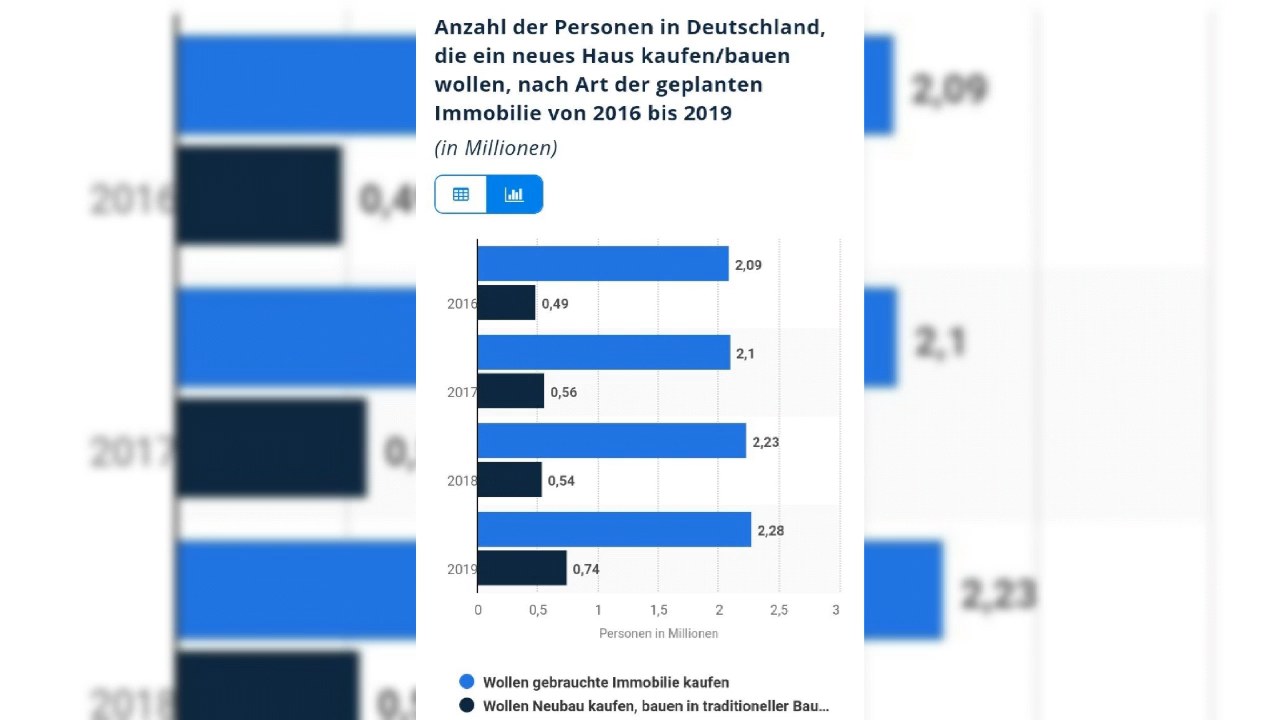 Anzahl der Personen in Deutschland,
die ein neues Haus kaufen/bauen
wollen, nach Art der geplanten
Immobilie von 2016 bis 2019
(in Millionen)
2,09
2016
0,49
2,1
2017
0,56
2,23
2018
0,54
2,28
2019
0,74
0 0,5 1 1,5 2 2,5 3
Personen in Millionen
Wollen gebrauchte Immobilie kaufen
Wollen Neubau kaufen, bauen in traditioneller Bau...